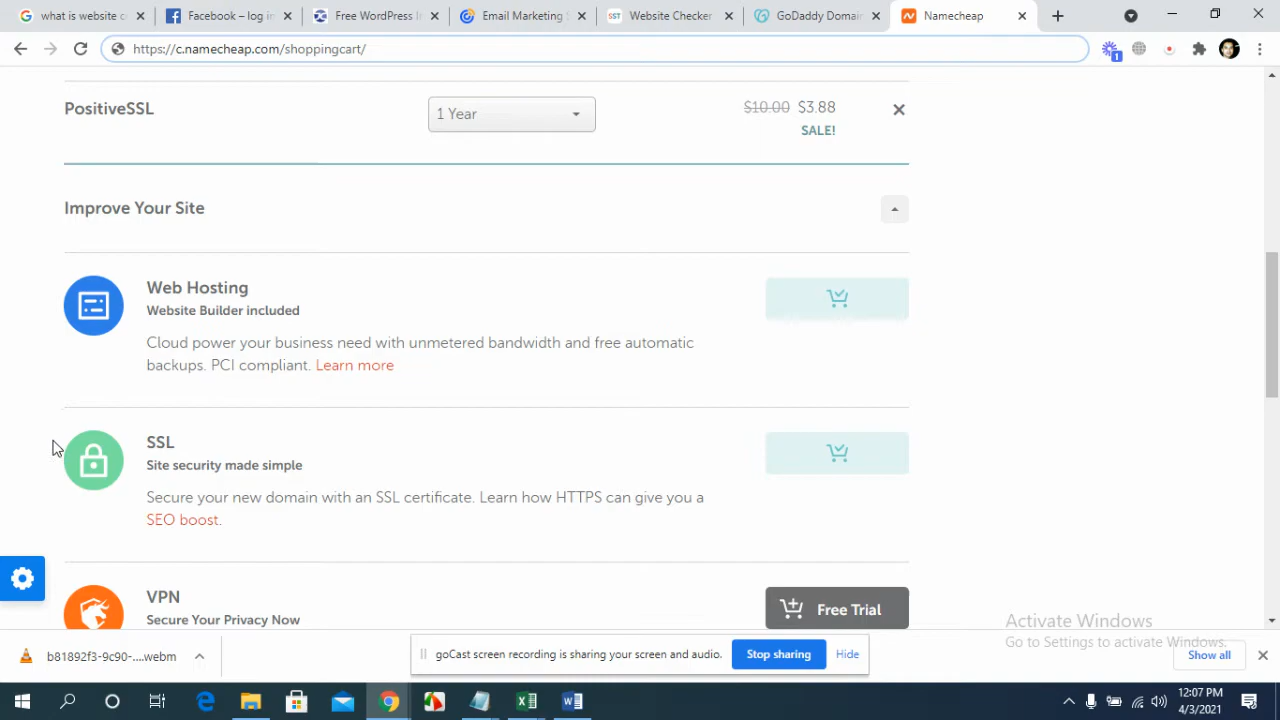 what is website c
Facebook – log i
Free WordPress I
Email Marketing S
Website Checker
GoDaddy Domain
Namecheap
https://c.namecheap.com/shoppingcart/
1
PositiveSSL
1 Year
$10.00 $3.88
SALE!
Improve Your Site
Web Hosting
Website Builder included
Cloud power your business need with unmetered bandwidth and free automatic
backups. PCI compliant. Learn more
SSL
Site security made simple
Secure your new domain with an SSL certificate. Learn how HTTPS can give you a
SEO boost.
VPN
Secure Your Privacy Now
Free Trial
Activate Windows
Go to Settings to activate Windows.
b81892f3-9c90-....webm
goCast screen recording is sharing your screen and audio.
Stop sharing
Hide
Show all
12:07 PM
4/3/2021